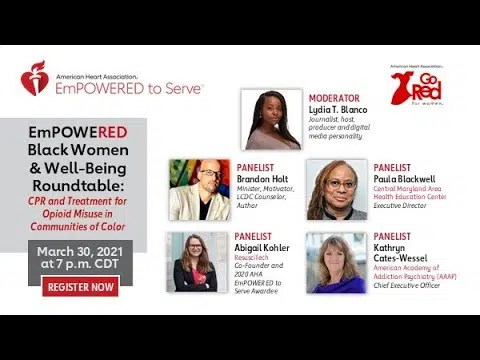 American Heart Association®
EmPOWERED to Serve™
American Heart Association®
Go
Red
for women®
EmPOWERED
Black Women
& Well-Being
Roundtable:
CPR and Treatment for
Opioid Misuse in
Communities of Color
March 30, 2021
at 7 p.m. CDT
REGISTER NOW
MODERATOR
Lydia T. Blanco
Journalist, host,
producer and digital
media personality
PANELIST
Brandon Holt
Minister, Motivator,
LCDC Counselor,
Author
PANELIST
Paula Blackwell
Central Maryland Area
Health Education Center
Executive Director
PANELIST
Abigail Kohler
ResusciTech
Co-Founder and
2020 AHA
EmPOWERED to
Serve Awardee
PANELIST
Kathryn
Cates-Wessel
American Academy of
Addiction Psychiatry (AAAP)
Chief Executive Officer